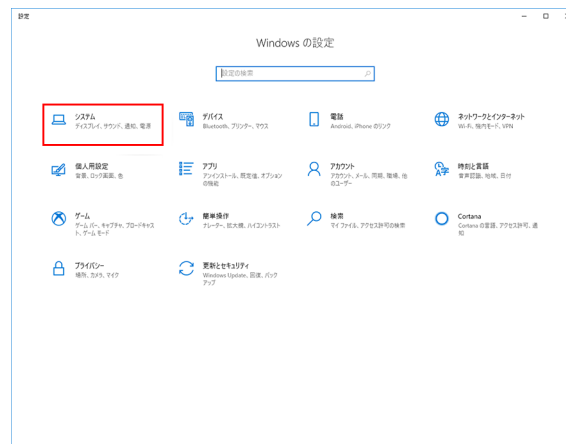 設定
Windows の設定
設定の検索
システム
ディスプレイ、サウンド、通知、電源
デバイス
Bluetooth、プリンター、マウス
電話
Android、iPhone のリンク
ネットワークとインターネット
Wi-Fi、機内モード、VPN
個人用設定
背景、ロック画面、色
アプリ
アンインストール、既定値、オプション
の機能
アカウント
アカウント、メール、同期、職場、他
のユーザー
時刻と言語
音声認識、地域、日付
ゲーム
ゲーム バー、キャプチャ、ブロードキャス
ト、ゲーム モード
簡単操作
ナレーター、拡大鏡、ハイコントラスト
検索
マイ ファイル、アクセス許可の検索
Cortana
Cortana の言語、アクセス許可、通
知
プライバシー
場所、カメラ、マイク
更新とセキュリティ
Windows Update、回復、バック
アップ